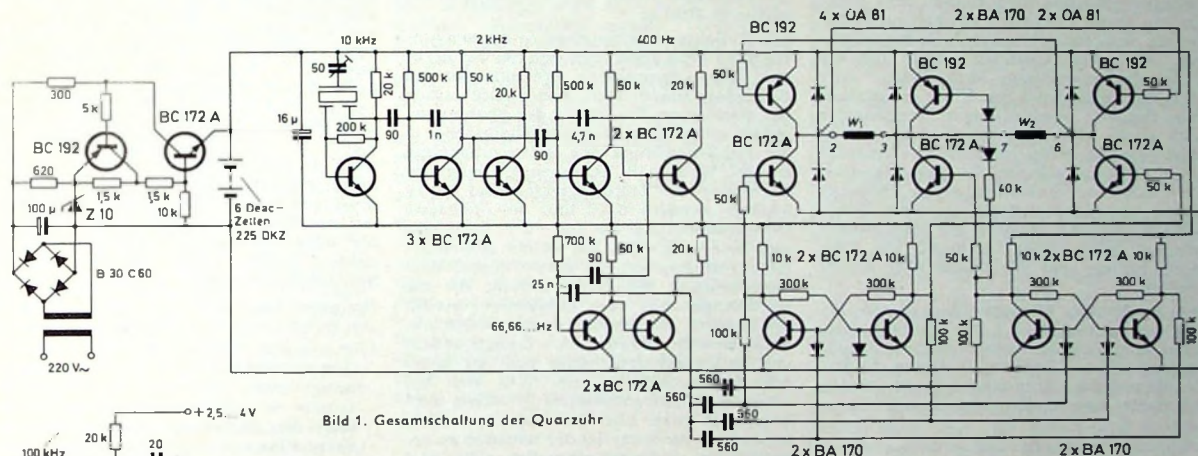 4 x OA 81 2 x BA 170 2 x OA 81
BC 192
10 kHz 2 kHz 400 Hz
BC 192 BC 192
50 20 k 500 k 50 k 20 k 500 k 50 k 20 k 50 k 50 k
300
5 k BC 172 A
BC 192
16 µ 200 k 90 1 n 90 4,7 n 2 x BC 172 A
W₁ W₂
2 3 7 6
BC 172 A BC 172 A BC 172 A
620 1,5 k 1,5 k
10 k
Z 10
100 µ
6 Deac-
Zellen
225 DKZ
50 k 40 k 50 k
3 x BC 172 A
700 k 50 k 20 k
90
25 n
10 k 2 x BC 172 A 10 k 50 k 10 k 2 x BC 172 A 10 k
300 k 300 k 300 k 300 k
B 30 C 60
66,66...Hz
100 k 100 k 100 k 100 k
220 V~
2 x BC 172 A
560
560
560
560
2 x BA 170 2 x BA 170
Bild 1. Gesamtschaltung der Quarzuhr
+ 2,5... 4 V
20 k
20
100 kHz